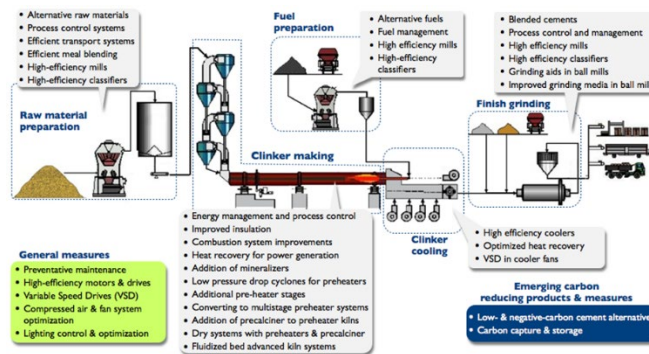 • Alternative raw materials
• Process control systems
• Efficient transport systems
• Efficient meal blending
• High-efficiency mills
• High-efficiency classifiers
Raw material
preparation
Fuel
preparation
• Alternative fuels
• Fuel management
• High efficiency mills
• High-efficiency
classifiers
• Blended cements
• Process control and management
• High efficiency mills
• High efficiency classifiers
• Grinding aids in ball mills
• Improved grinding media in ball mil
Finish grinding
Clinker making
• Energy management and process control
• Improved insulation
• Combustion system improvements
• Heat recovery for power generation
• Addition of mineralizers
• Low pressure drop cyclones for preheaters
• Additional pre-heater stages
• Converting to multistage preheater systems
• Addition of precalciner to preheater kilns
• Dry systems with preheaters & precalciner
• Fluidized bed advanced kiln systems
Clinker
cooling
• High efficiency coolers
• Optimized heat recovery
• VSD in cooler fans
General measures
• Preventative maintenance
• High-efficiency motors & drives
• Variable Speed Drives (VSD)
• Compressed air & fan system
optimization
• Lighting control & optimization
Emerging carbon
reducing products & measures
• Low- & negative-carbon cement alternative
• Carbon capture & storage